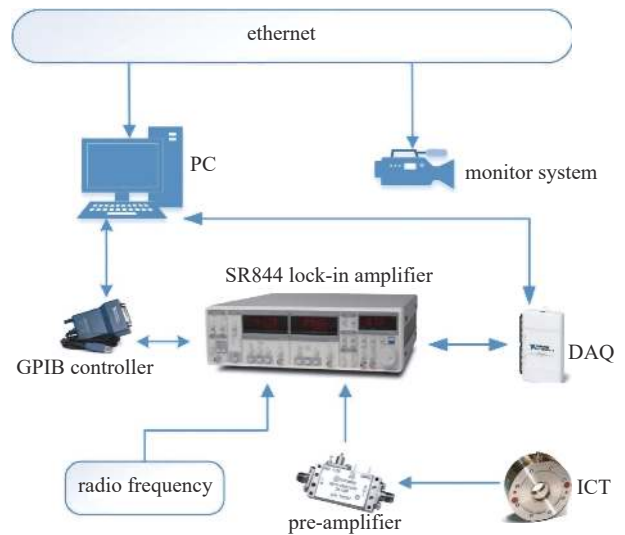 ethernet
PC
monitor system
SR844 lock-in amplifier
GPIB controller
DAQ
radio frequency
pre-amplifier
ICT